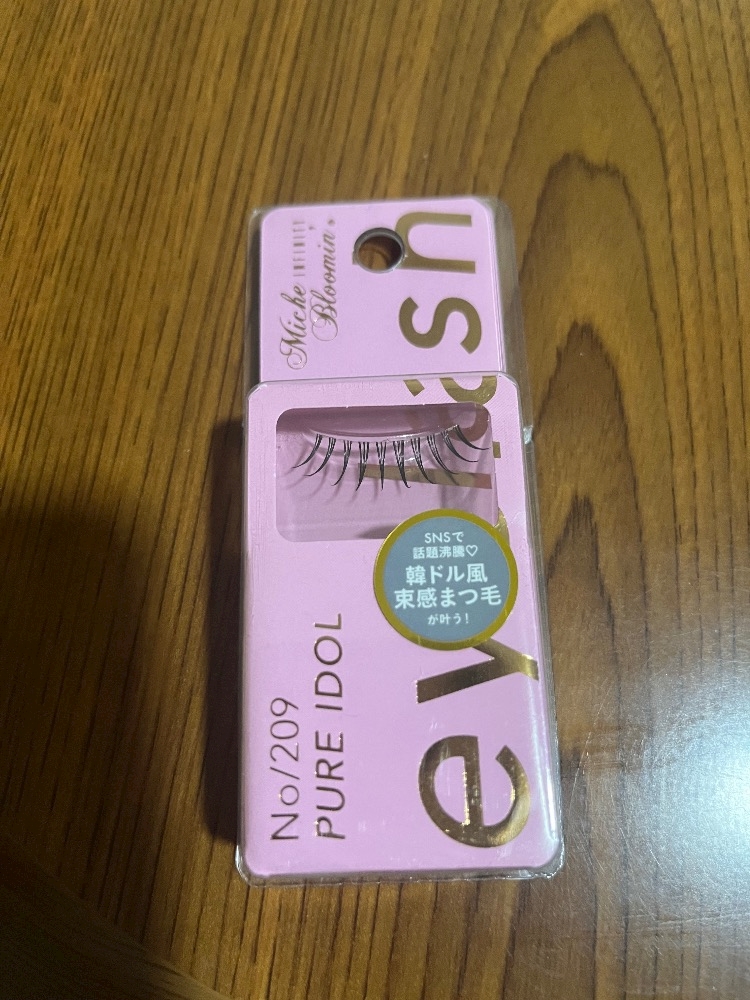 Miche INFINITY
Bloomin's
eyelash
SNSで
話題沸騰♡
韓ドル風
束感まつ毛
が叶う!
No/209
PURE IDOL